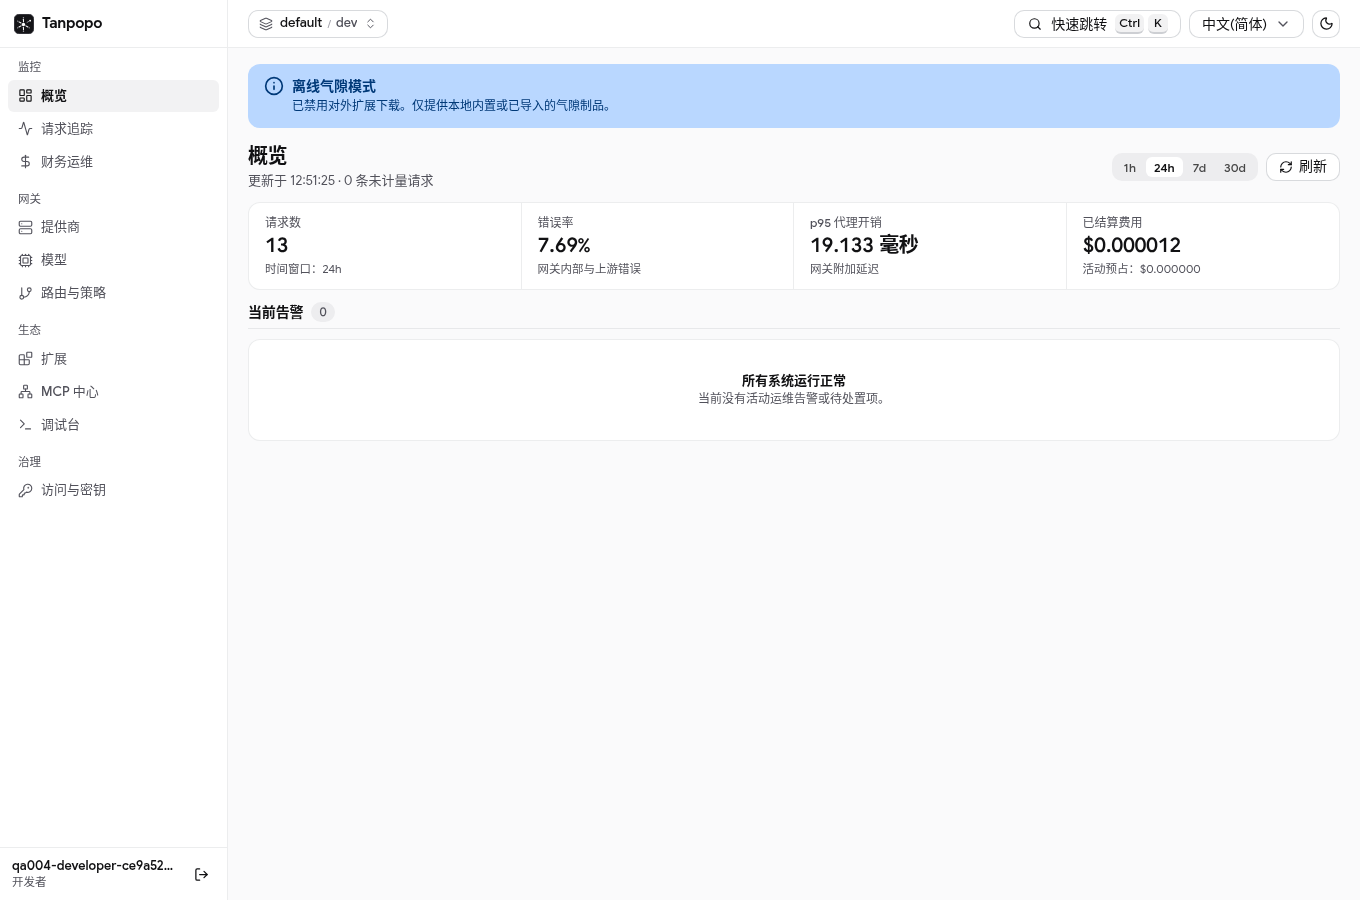 Tanpopo
default / dev
快速跳转 Ctrl K
中文(简体)
监控
概览
请求追踪
财务运维
网关
提供商
模型
路由与策略
生态
扩展
MCP 中心
调试台
治理
访问与密钥
qa004-developer-ce9a52...
开发者
离线气隙模式
已禁用对外扩展下载。仅提供本地内置或已导入的气隙制品。
概览
更新于 12:51:25 · 0 条未计量请求
1h 24h 7d 30d
刷新
请求数
13
时间窗口：24h
错误率
7.69%
网关内部与上游错误
p95 代理开销
19.133 毫秒
网关附加延迟
已结算费用
$0.000012
活动预占：$0.000000
当前告警 0
所有系统运行正常
当前没有活动运维告警或待处置项。